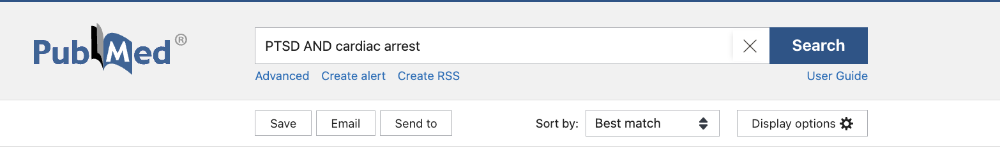 PubMed®
PTSD AND cardiac arrest
Search
Advanced Create alert Create RSS User Guide
Save Email Send to Sort by: Best match Display options